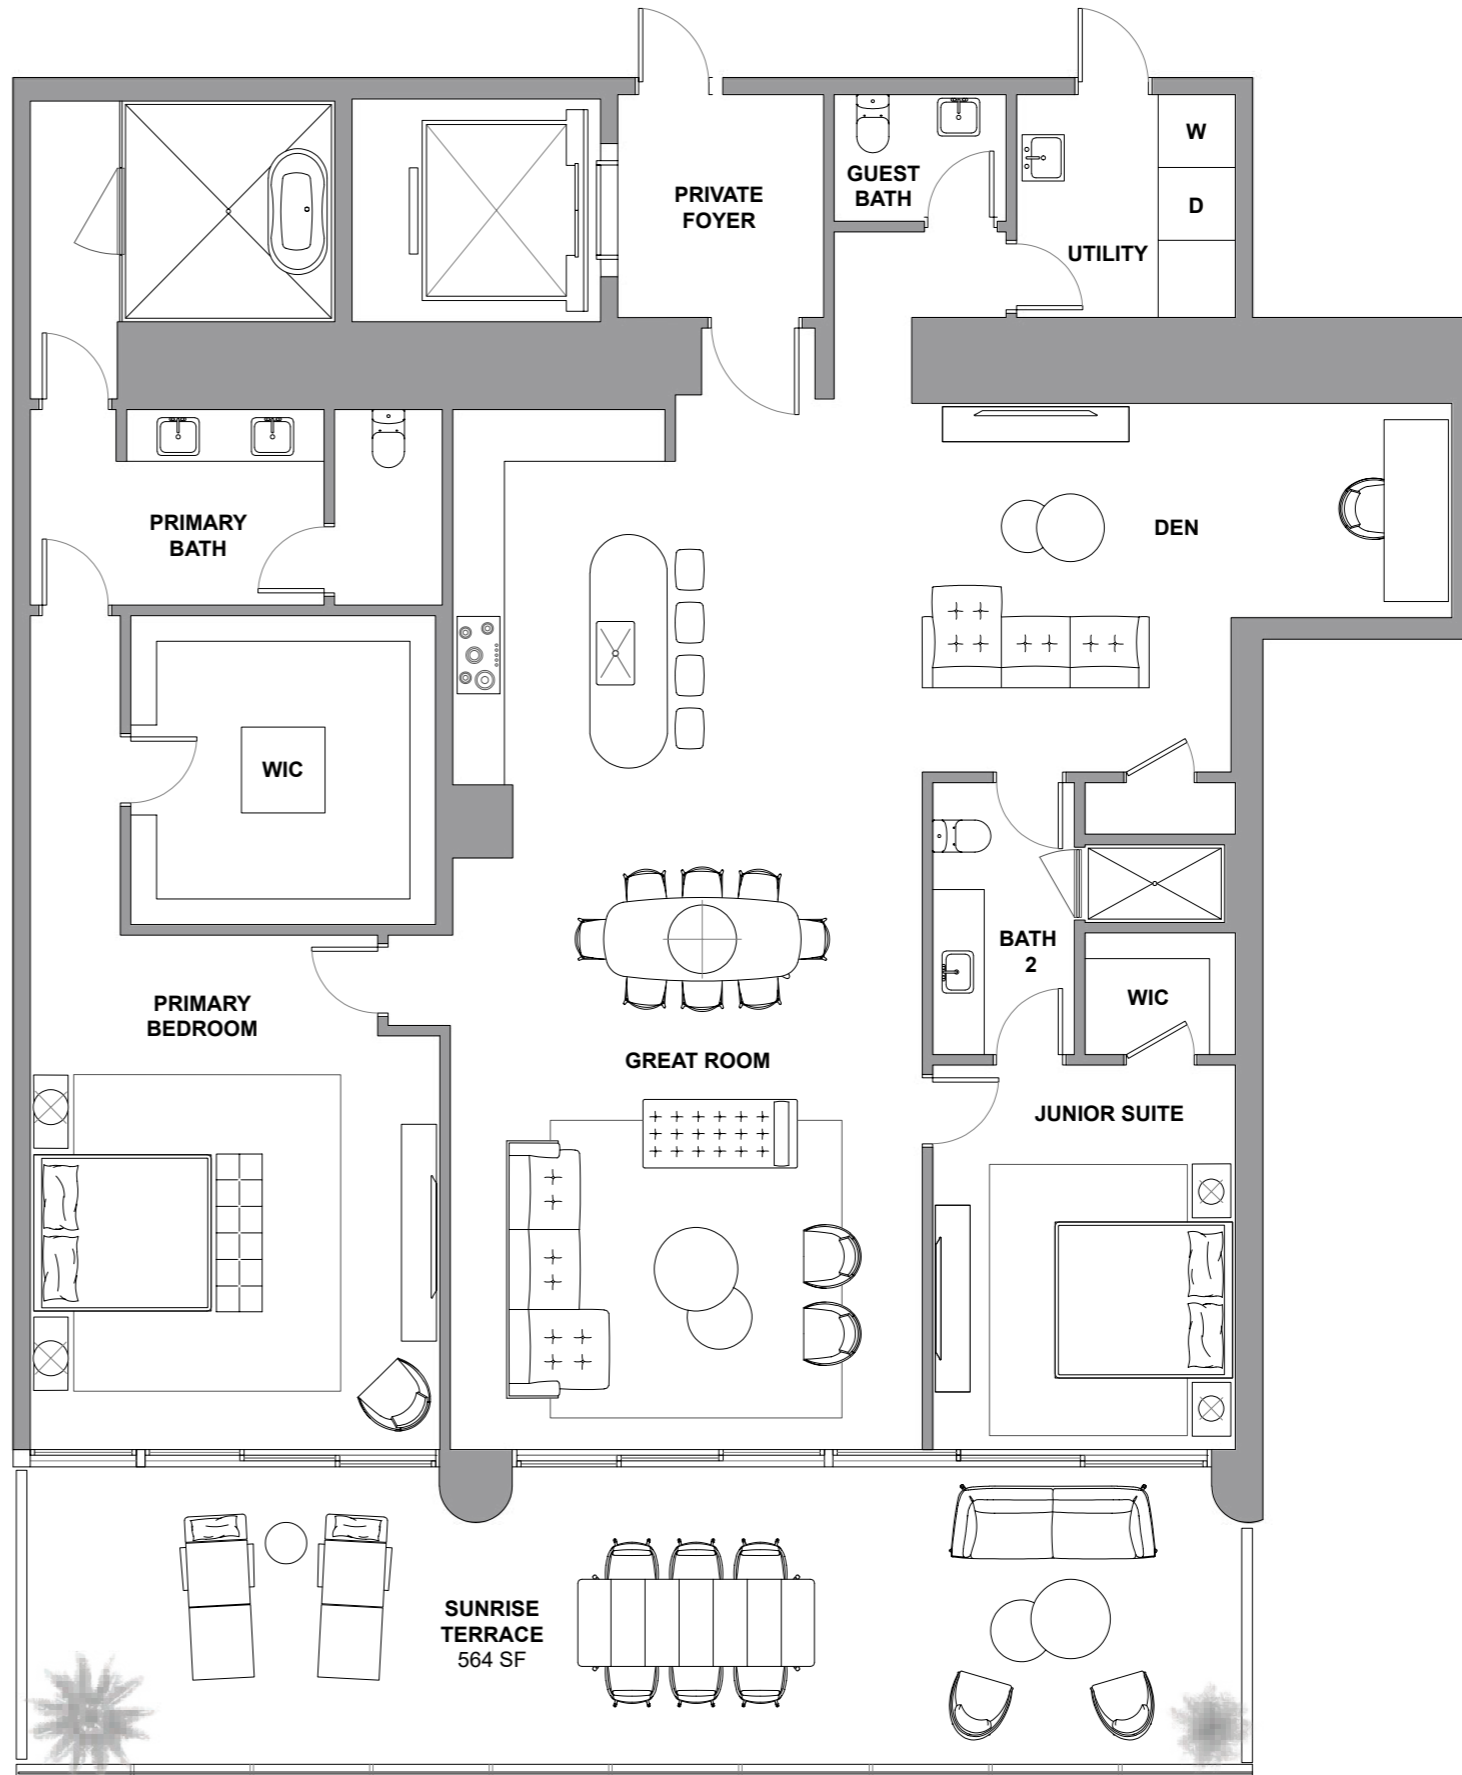 PRIVATE
FOYER
GUEST
BATH
W
D
UTILITY
PRIMARY
BATH
DEN
WIC
BATH
2
WIC
PRIMARY
BEDROOM
GREAT ROOM
JUNIOR SUITE
SUNRISE
TERRACE
564 SF